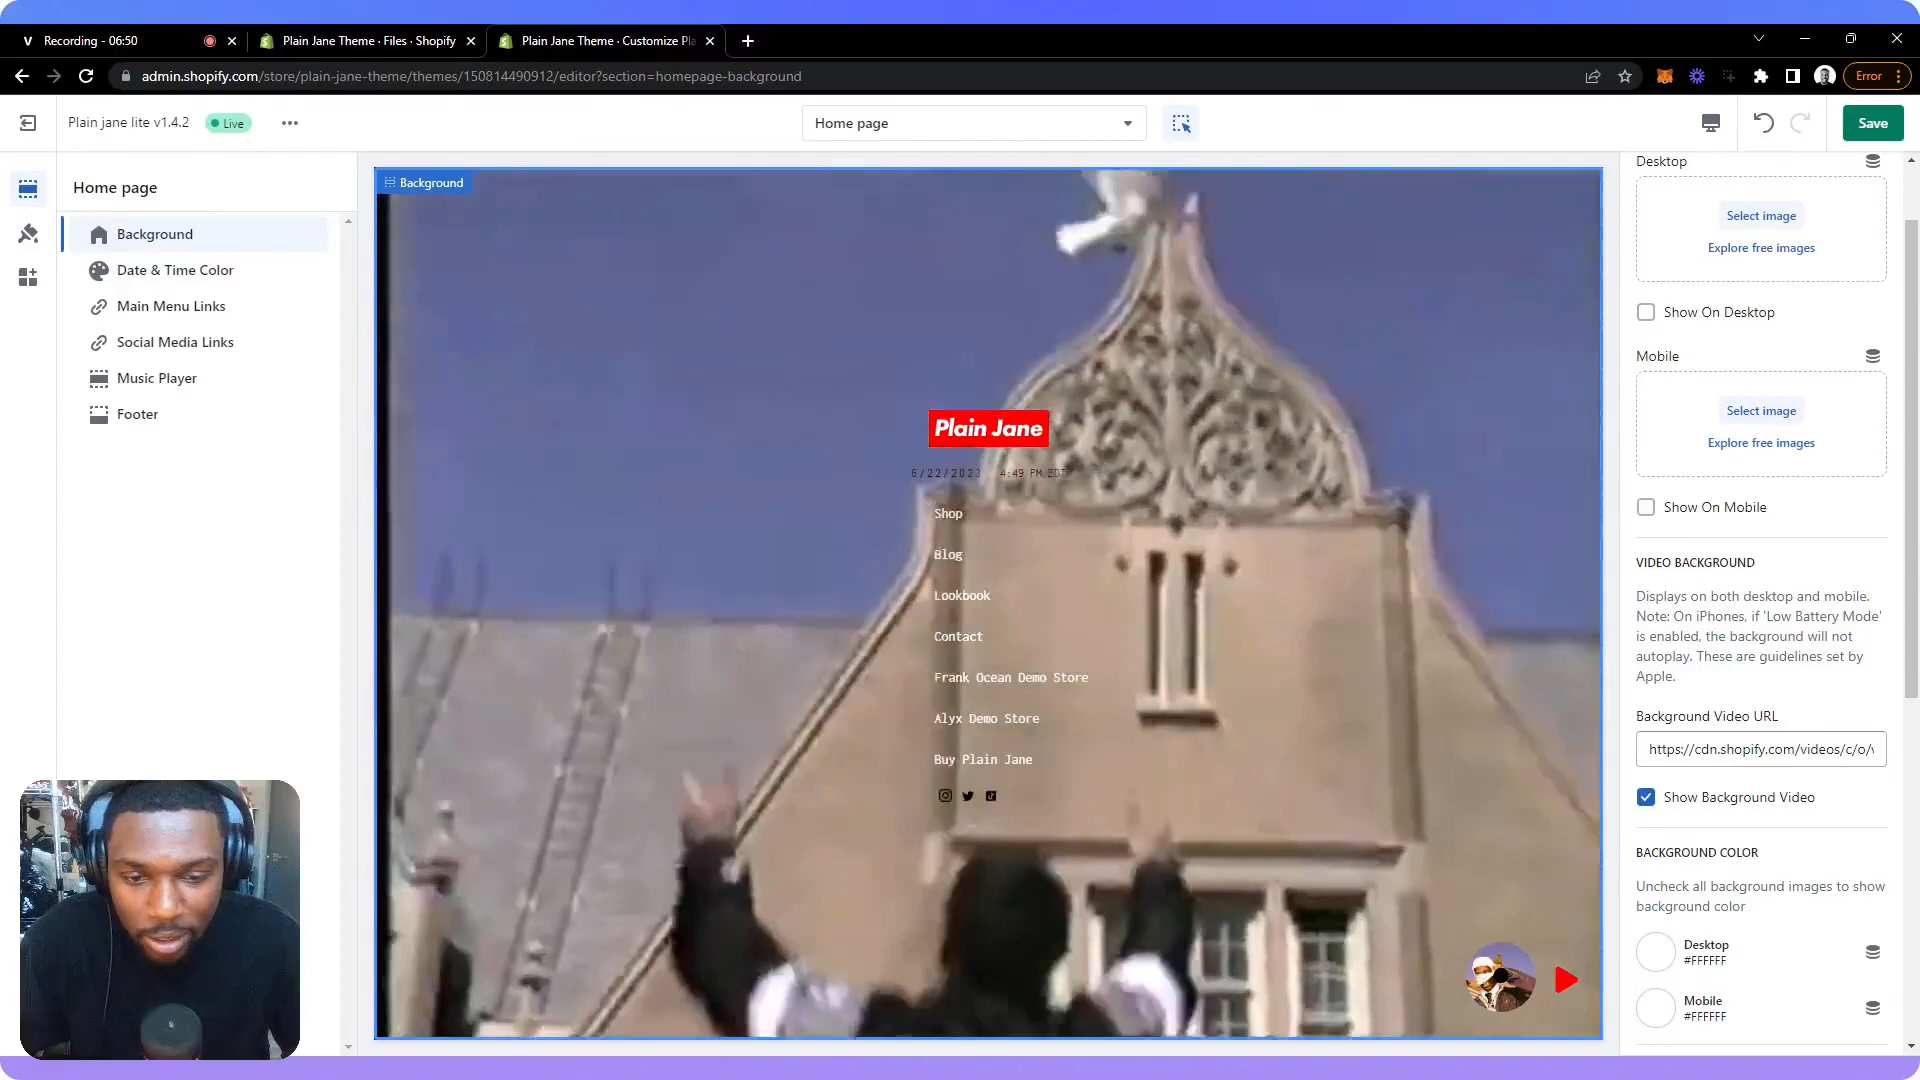 Recording - 06:50
Plain Jane Theme · Files · Shopify
Plain Jane Theme · Customize Pla
admin.shopify.com/store/plain-jane-theme/themes/150814490912/editor?section=homepage-background
Error
Plain jane lite v1.4.2
Live
Home page
Save
Home page
Background
Date & Time Color
Main Menu Links
Social Media Links
Music Player
Footer
Background
Plain Jane
6/22/2023 4:49 PM EDT
Shop
Blog
Lookbook
Contact
Frank Ocean Demo Store
Alyx Demo Store
Buy Plain Jane
Desktop
Select image
Explore free images
Show On Desktop
Mobile
Select image
Explore free images
Show On Mobile
VIDEO BACKGROUND
Displays on both desktop and mobile.
Note: On iPhones, if 'Low Battery Mode'
is enabled, the background will not
autoplay. These are guidelines set by
Apple.
Background Video URL
https://cdn.shopify.com/videos/c/o/v
Show Background Video
BACKGROUND COLOR
Uncheck all background images to show
background color
Desktop
#FFFFFF
Mobile
#FFFFFF